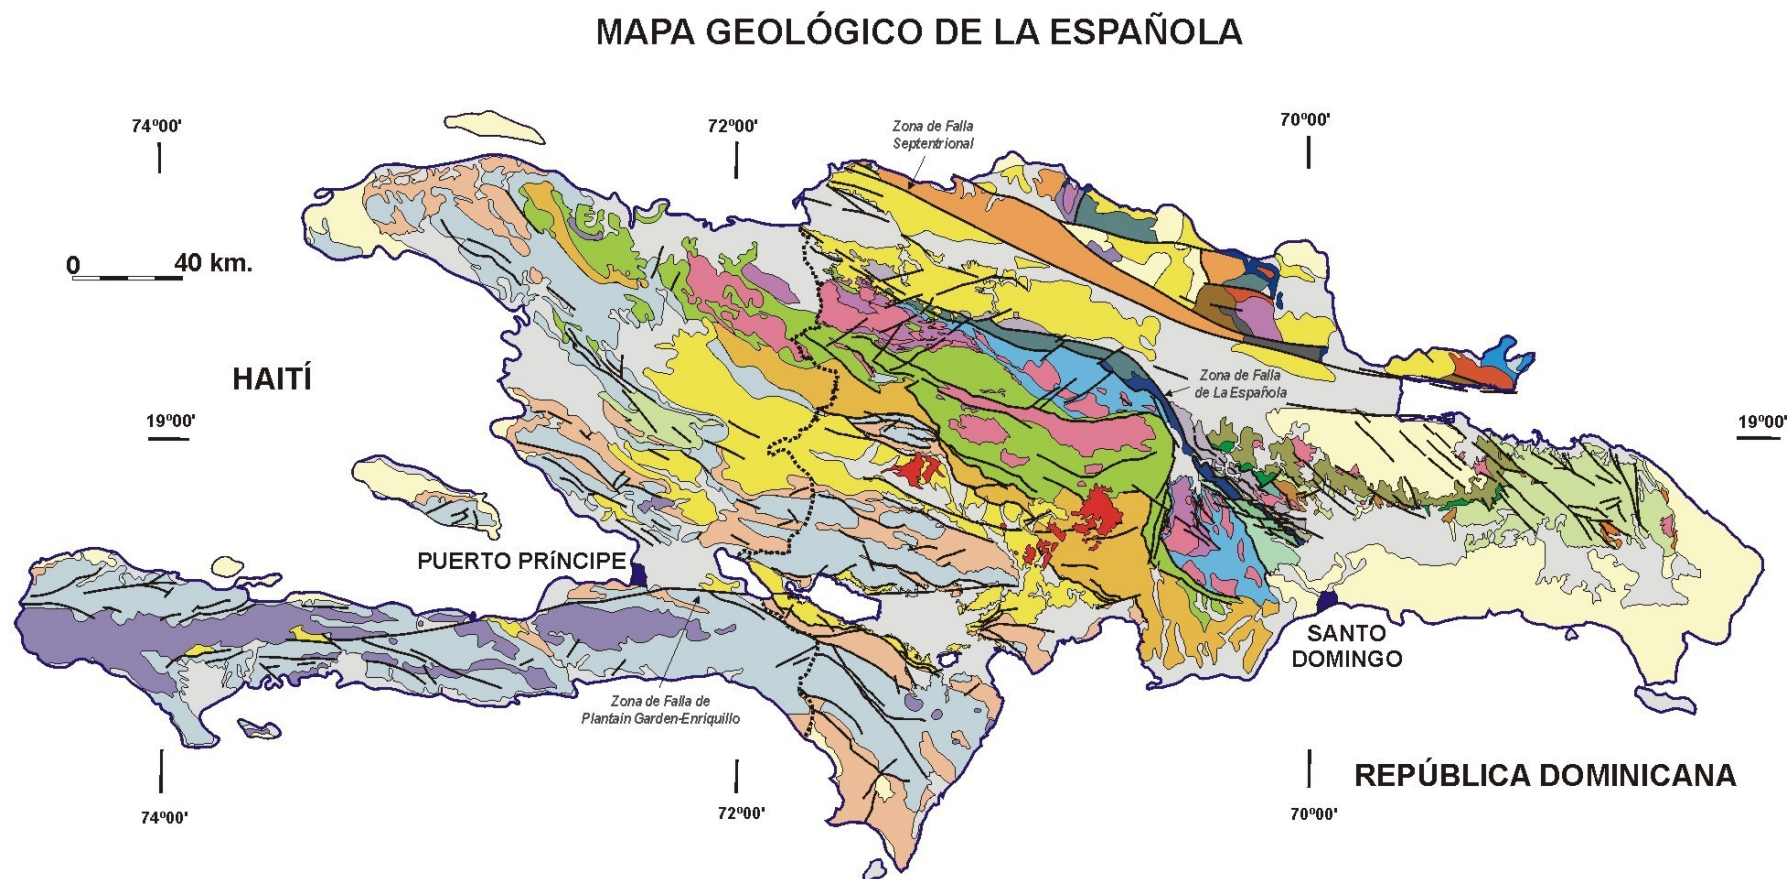 MAPA GEOLÓGICO DE LA ESPAÑOLA
74º00'
72º00'
70º00'
Zona de Falla
Septentrional
0 40 km.
HAITÍ
Zona de Falla
de La Española
19º00'
19º00'
PUERTO PRíNCIPE
SANTO
DOMINGO
Zona de Falla de
Plantain Garden-Enriquillo
REPÚBLICA DOMINICANA
74º00'
72º00'
70º00'